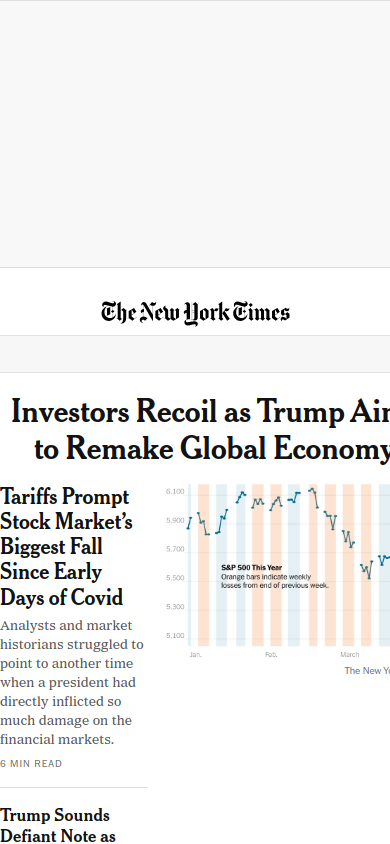 The New York Times
Investors Recoil as Trump Aim
to Remake Global Economy
Tariffs Prompt
Stock Market's
Biggest Fall
Since Early
Days of Covid
Analysts and market
historians struggled to
point to another time
when a president had
directly inflicted so
much damage on the
financial markets.
6 MIN READ
6,100
5,900
5,700
5,500
5,300
5,100
S&P 500 This Year
Orange bars indicate weekly
losses from end of previous week.
Jan.
Feb.
March
The New Yo
Trump Sounds
Defiant Note as